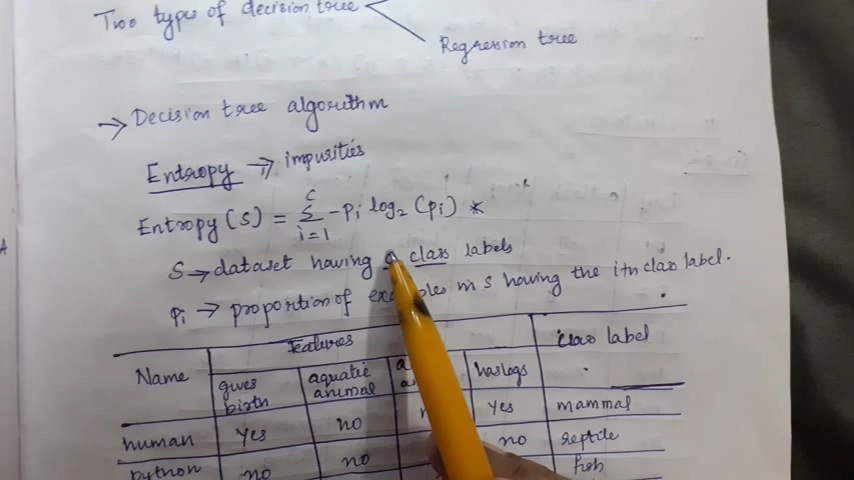 Two types of decision tree
Regression tree
→ Decision tree algorithm
Entropy → impurities
Entropy (S) = Σ i=1 c -Pi log2 (Pi) *
S → dataset having c class labels
Pi → proportion of examples in S having the ith class label.
Name features class label
gives birth aquatic animal haslegs
human yes no yes mammal
python no no no reptile
fish